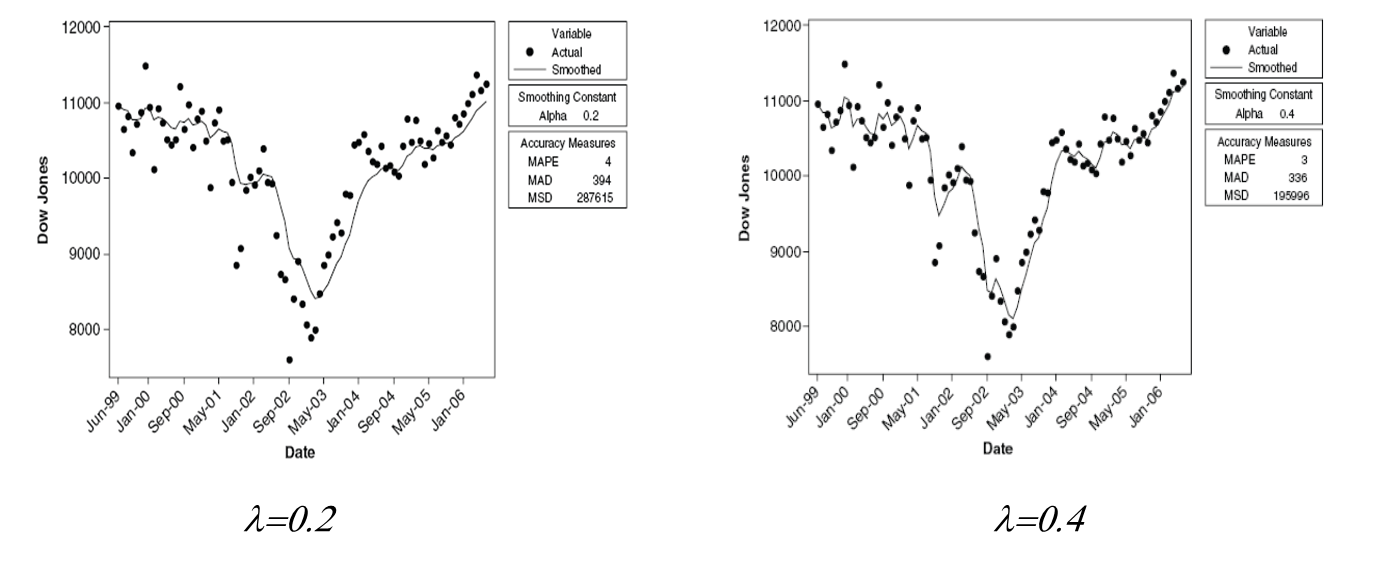 12000
11000
10000
9000
8000
Dow Jones
Jun-99 Jan-00 Sep-00 May-01 Jan-02 Sep-02 May-03 Jan-04 Sep-04 May-05 Jan-06
Date
Variable
Actual
Smoothed
Smoothing Constant
Alpha 0.2
Accuracy Measures
MAPE 4
MAD 394
MSD 287615
λ=0.2
12000
11000
10000
9000
8000
Dow Jones
Jun-99 Jan-00 Sep-00 May-01 Jan-02 Sep-02 May-03 Jan-04 Sep-04 May-05 Jan-06
Date
Variable
Actual
Smoothed
Smoothing Constant
Alpha 0.4
Accuracy Measures
MAPE 3
MAD 336
MSD 195996
λ=0.4